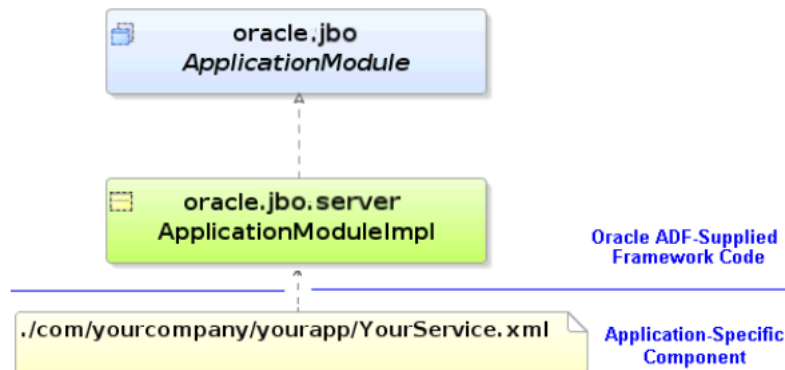 oracle.jbo
ApplicationModule
oracle.jbo.server
ApplicationModuleImpl
Oracle ADF-Supplied
Framework Code
./com/yourcompany/yourapp/YourService.xml
Application-Specific
Component